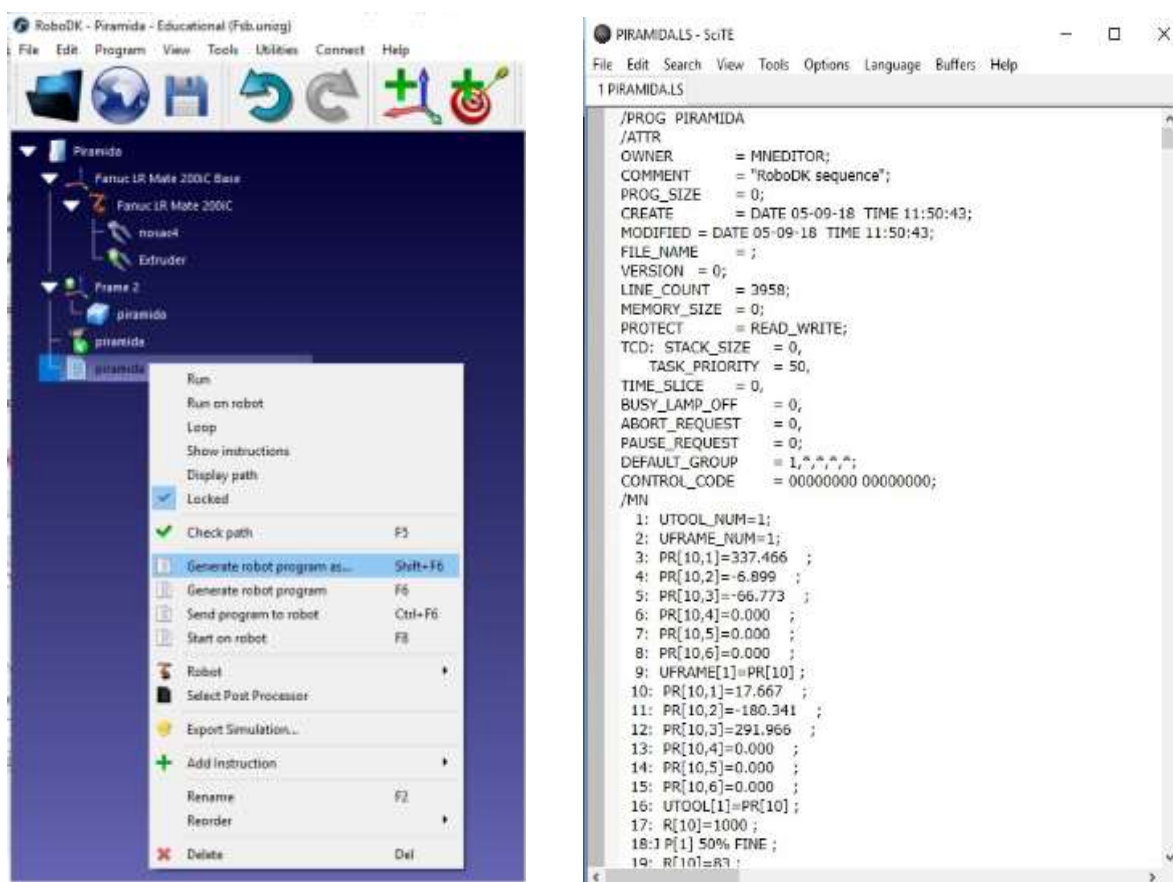 RoboDK - Piramida - Educational (Fsb.unizg)
File Edit Program View Tools Utilities Connect Help
Piramida
Fanuc LR Mate 200iC Base
Fanuc LR Mate 200iC
nosac4
Extruder
Frame 2
piramida
piramida
piramida
Run
Run on robot
Loop
Show instructions
Display path
Locked
Check path F5
Generate robot program as... Shift+F6
Generate robot program F6
Send program to robot Ctrl+F6
Start on robot F8
Robot
Select Post Processor
Export Simulation...
Add Instruction
Rename F2
Reorder
Delete Del
PIRAMIDA.LS - SciTE
File Edit Search View Tools Options Language Buffers Help
1 PIRAMIDA.LS
/PROG PIRAMIDA
/ATTR
OWNER = MNEDITOR;
COMMENT = "RoboDK sequence";
PROG_SIZE = 0;
CREATE = DATE 05-09-18 TIME 11:50:43;
MODIFIED = DATE 05-09-18 TIME 11:50:43;
FILE_NAME = ;
VERSION = 0;
LINE_COUNT = 3958;
MEMORY_SIZE = 0;
PROTECT = READ_WRITE;
TCD: STACK_SIZE = 0,
TASK_PRIORITY = 50,
TIME_SLICE = 0,
BUSY_LAMP_OFF = 0,
ABORT_REQUEST = 0,
PAUSE_REQUEST = 0;
DEFAULT_GROUP = 1,*,*,*,*;
CONTROL_CODE = 00000000 00000000;
/MN
1: UTOOL_NUM=1;
2: UFRAME_NUM=1;
3: PR[10,1]=337.466 ;
4: PR[10,2]=-6.899 ;
5: PR[10,3]=-66.773 ;
6: PR[10,4]=0.000 ;
7: PR[10,5]=0.000 ;
8: PR[10,6]=0.000 ;
9: UFRAME[1]=PR[10] ;
10: PR[10,1]=17.667 ;
11: PR[10,2]=-180.341 ;
12: PR[10,3]=291.966 ;
13: PR[10,4]=0.000 ;
14: PR[10,5]=0.000 ;
15: PR[10,6]=0.000 ;
16: UTOOL[1]=PR[10] ;
17: R[10]=1000 ;
18:J P[1] 50% FINE ;
19: R[10]=83 ;